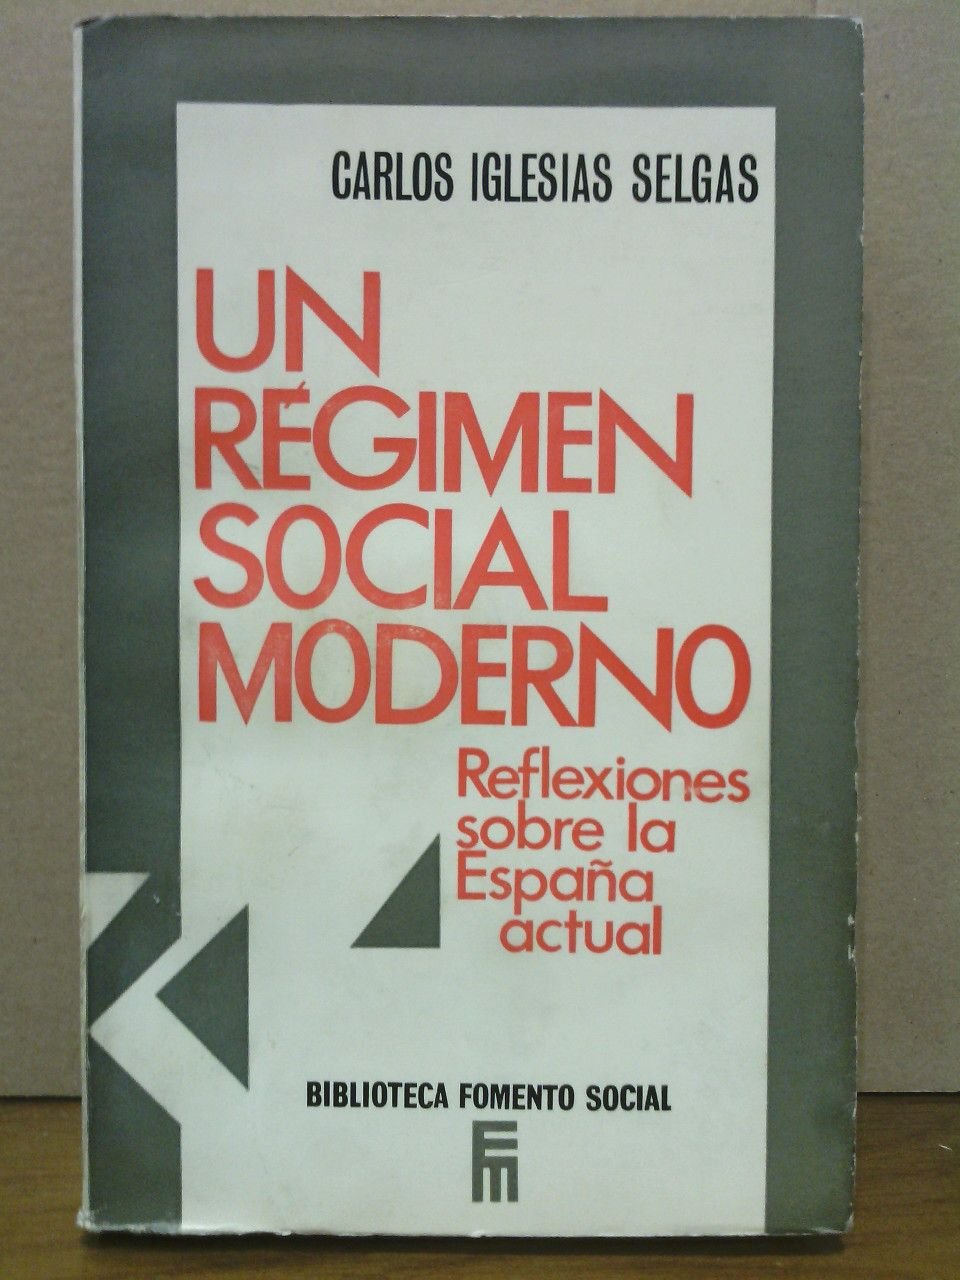 CARLOS IGLESIAS SELGAS
UN
RÉGIMEN
SOCIAL
MODERNO
Reflexiones
sobre la
España
actual
BIBLIOTECA FOMENTO SOCIAL